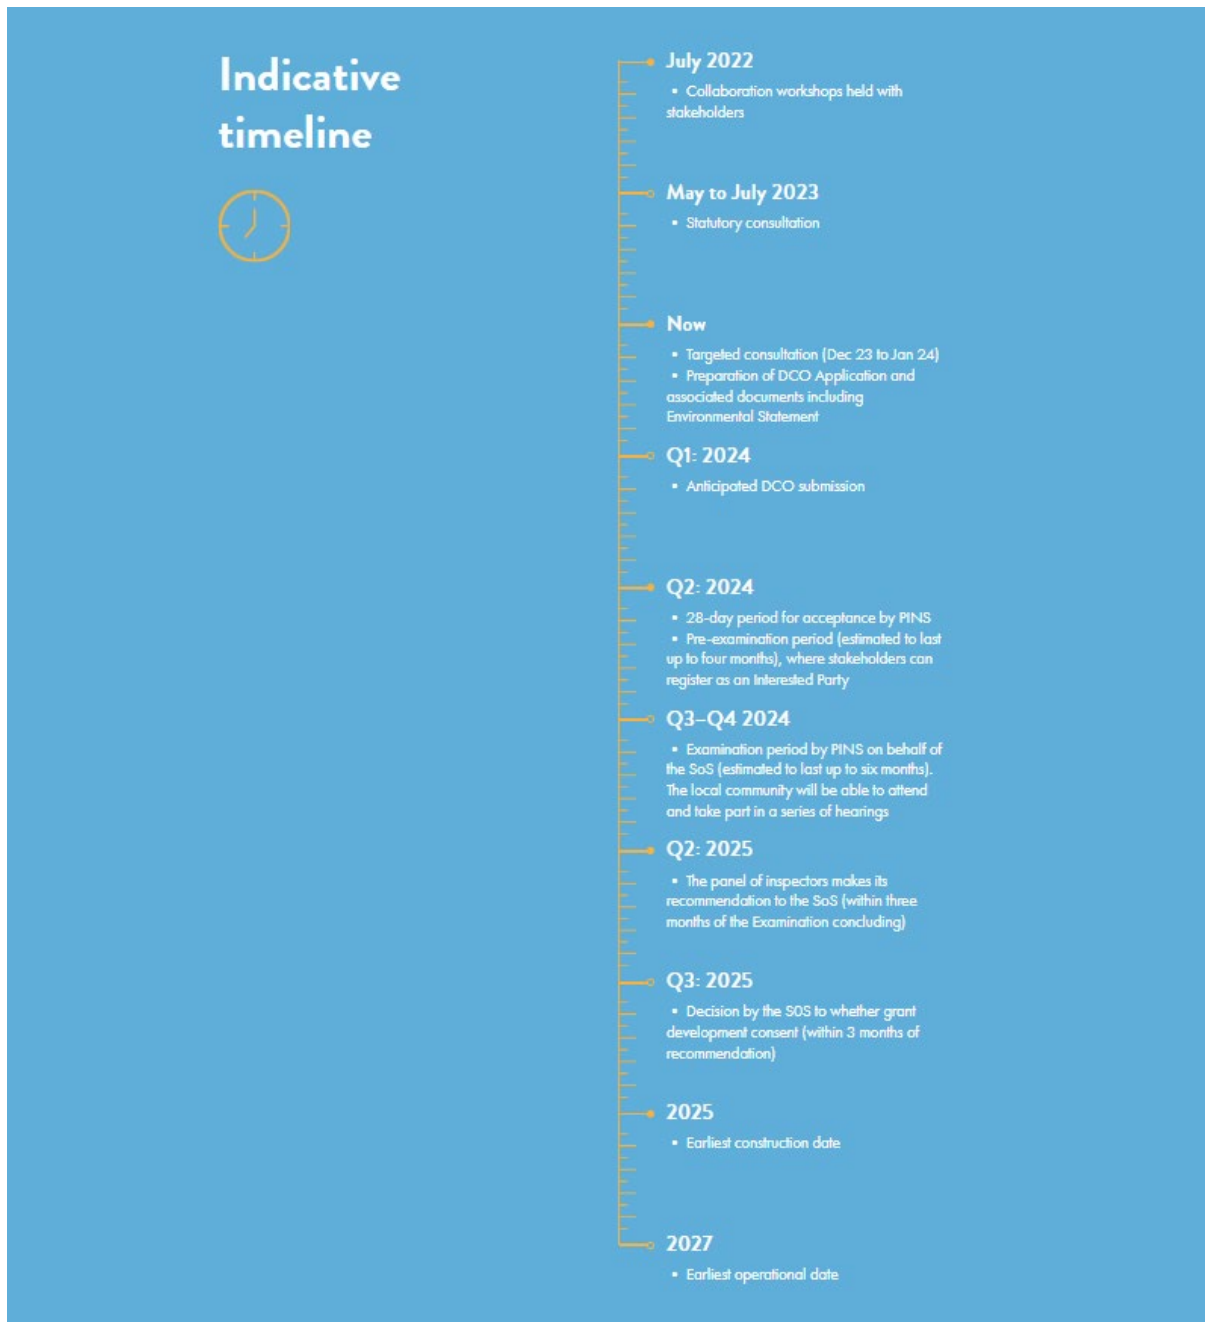 Indicative
timeline
July 2022
• Collaboration workshops held with
stakeholders
May to July 2023
• Statutory consultation
Now
• Targeted consultation (Dec 23 to Jan 24)
• Preparation of DCO Application and
associated documents including
Environmental Statement
Q1: 2024
• Anticipated DCO submission
Q2: 2024
• 28-day period for acceptance by PINS
• Pre-examination period (estimated to last
up to four months), where stakeholders can
register as an Interested Party
Q3–Q4 2024
• Examination period by PINS on behalf of
the SoS (estimated to last up to six months).
The local community will be able to attend
and take part in a series of hearings
Q2: 2025
• The panel of inspectors makes its
recommendation to the SoS (within three
months of the Examination concluding)
Q3: 2025
• Decision by the S0S to whether grant
development consent (within 3 months of
recommendation)
2025
• Earliest construction date
2027
• Earliest operational date